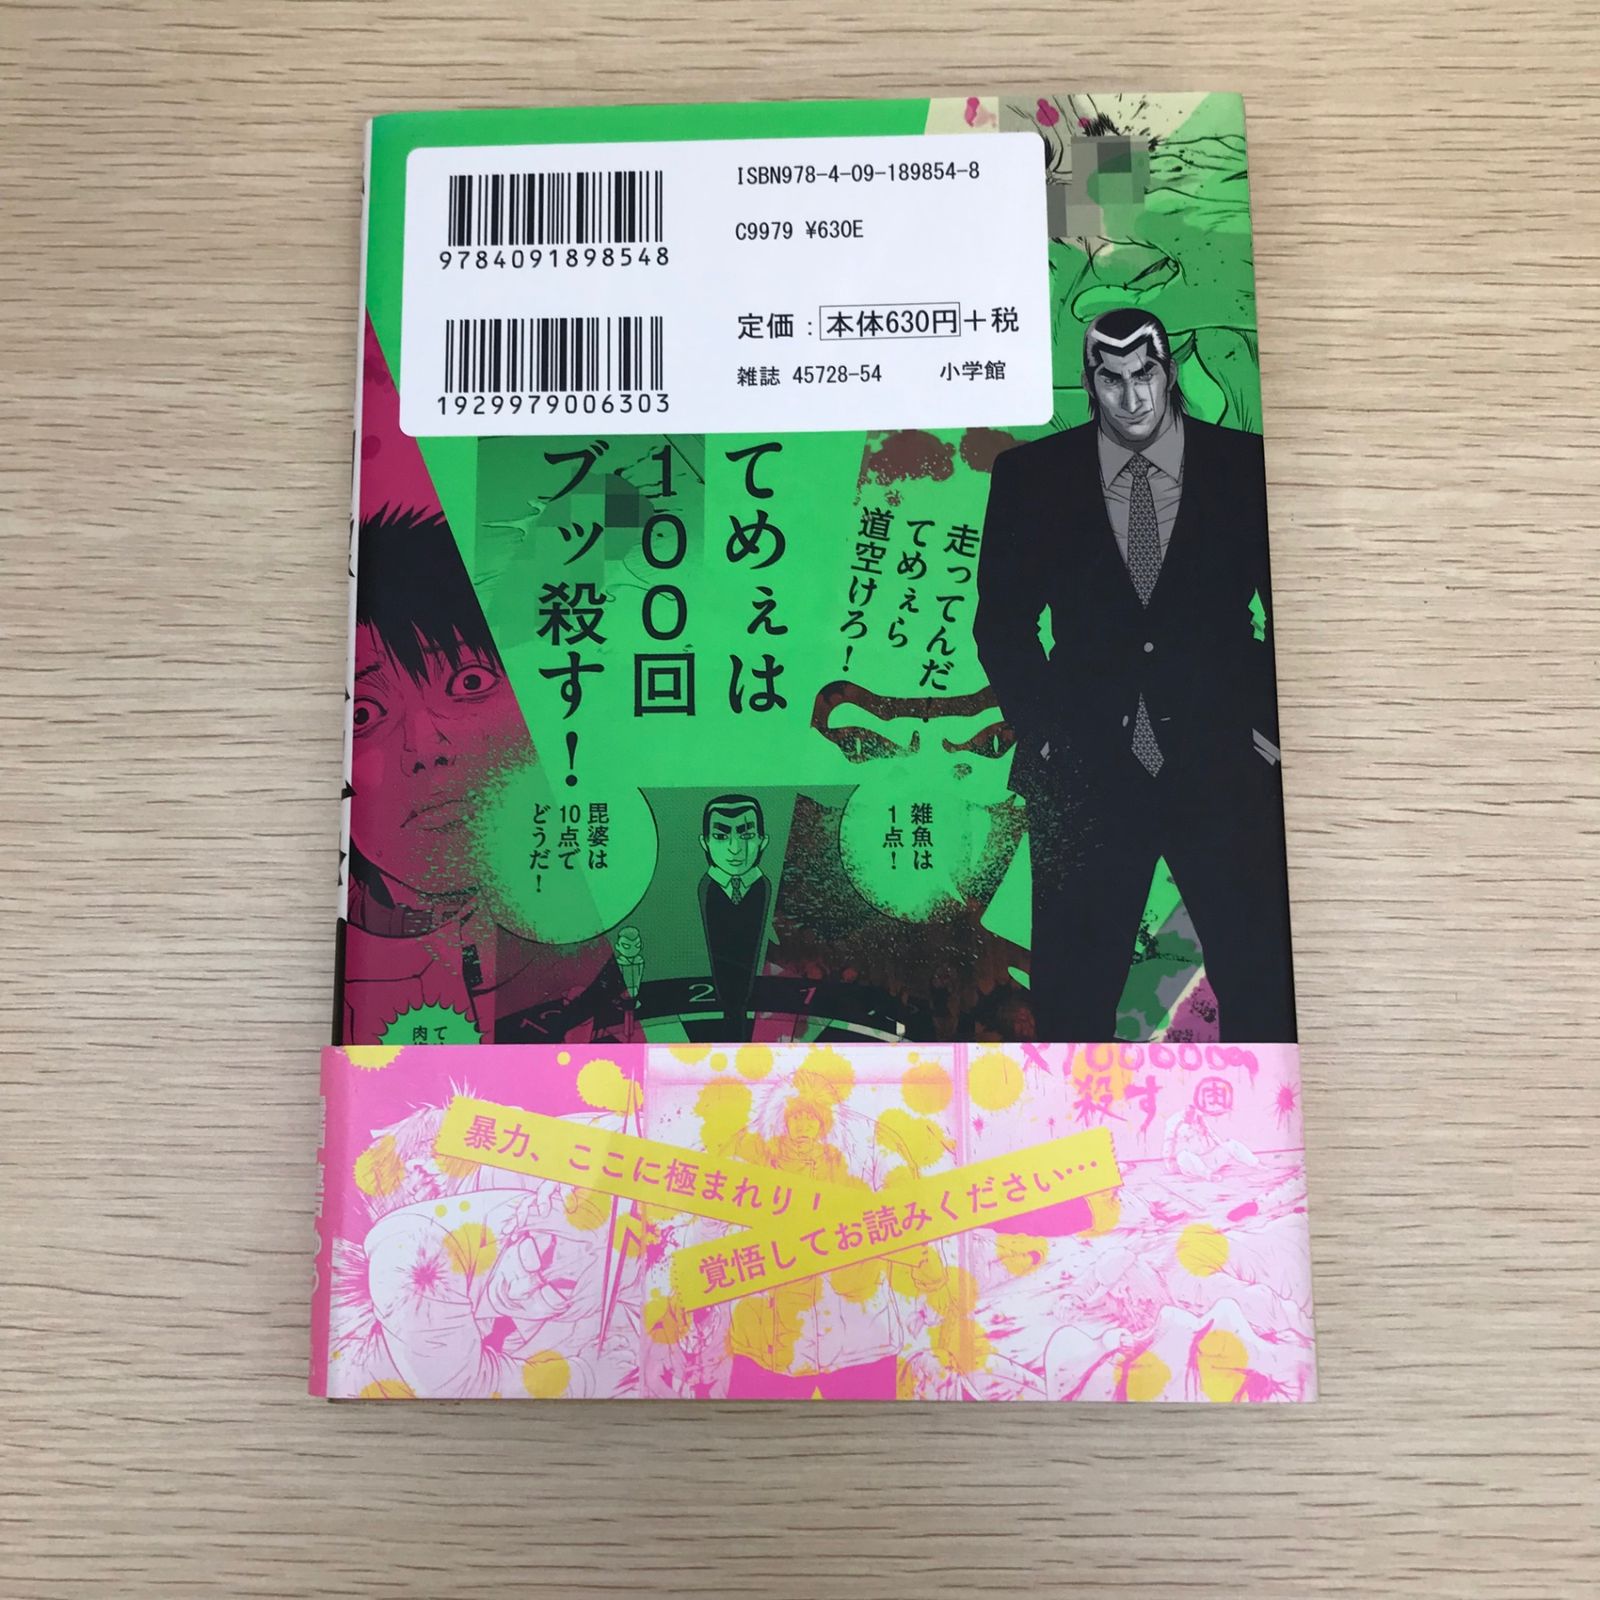 ISBN978-4-09-189854-8
9784091898548
C9979 ¥630E
定価：本体630円＋税
雑誌 45728-54
小学館
1929979006303
走ってんだ
てめぇら
道空けろ！
てめぇは
100回
ブッ殺す！
雑魚は
1点！
毘婆は
10点で
どうだ！
2
1
殺す
暴力、ここに極まれり！
覚悟してお読みください…